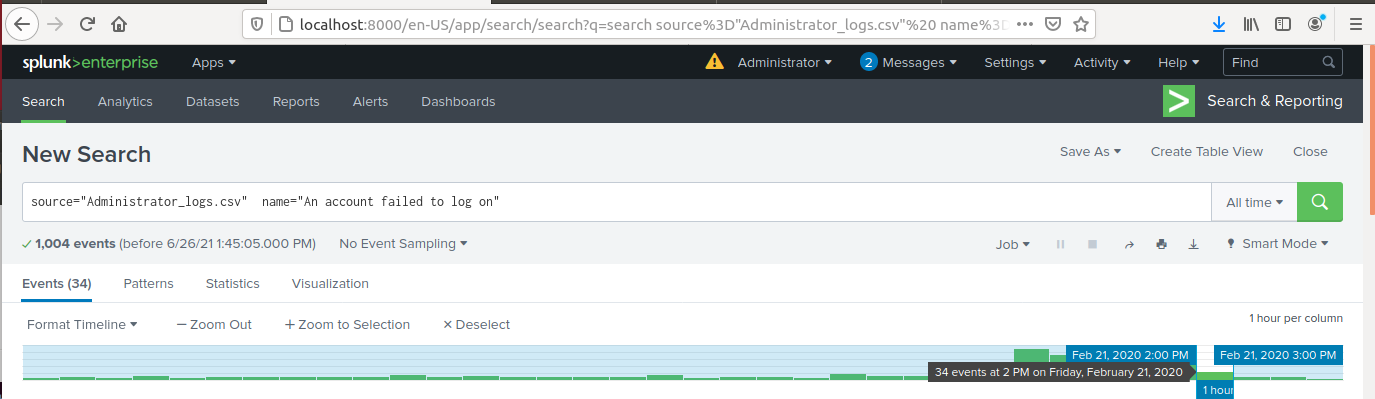 localhost:8000/en-US/app/search/search?q=search source%3D"Administrator_logs.csv"%20 name%3D
splunk>enterprise Apps Administrator 2 Messages Settings Activity Help Find
Search Analytics Datasets Reports Alerts Dashboards > Search & Reporting
New Search Save As Create Table View Close
source="Administrator_logs.csv"  name="An account failed to log on" All time
✓ 1,004 events (before 6/26/21 1:45:05.000 PM) No Event Sampling Job Smart Mode
Events (34) Patterns Statistics Visualization
Format Timeline — Zoom Out + Zoom to Selection × Deselect 1 hour per column
Feb 21, 2020 2:00 PM Feb 21, 2020 3:00 PM
34 events at 2 PM on Friday, February 21, 2020
1 hour